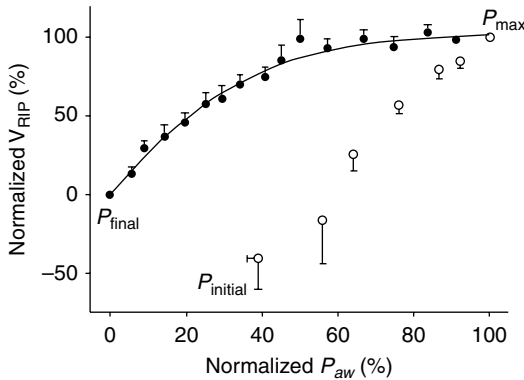 P_max
100
50
0
−50
Normalized V_RIP (%)
P_final
P_initial
0 20 40 60 80 100
Normalized P_aw (%)